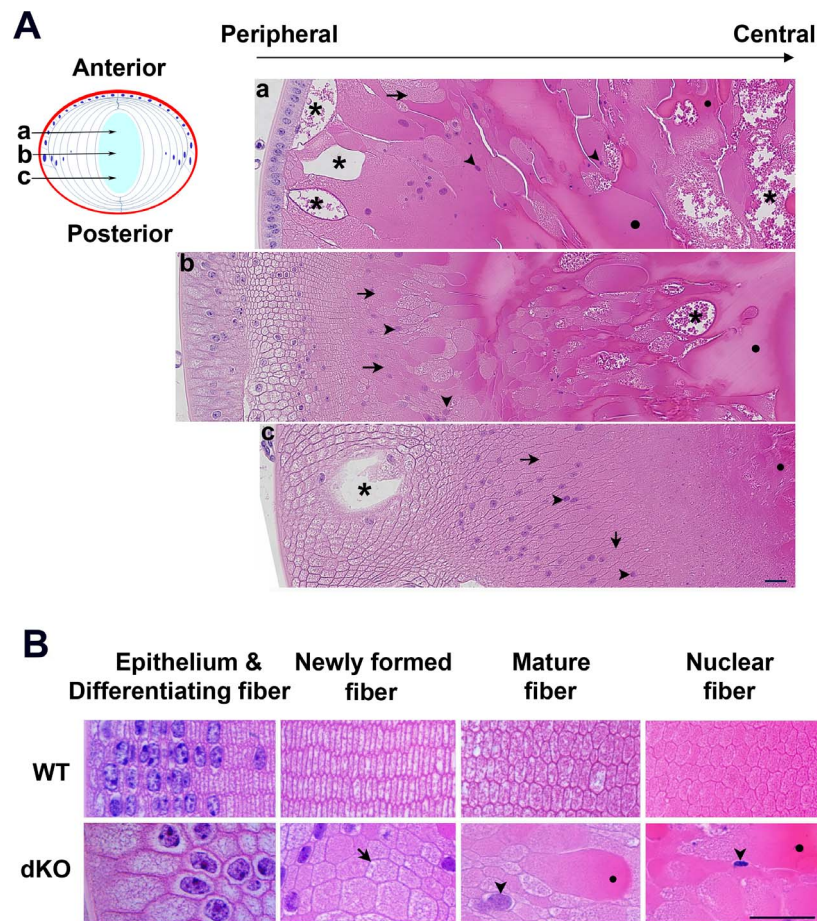 A
Peripheral
Central
Anterior
a
b
c
Posterior
a
b
c
B
Epithelium &
Differentiating fiber
Newly formed
fiber
Mature
fiber
Nuclear
fiber
WT
dKO